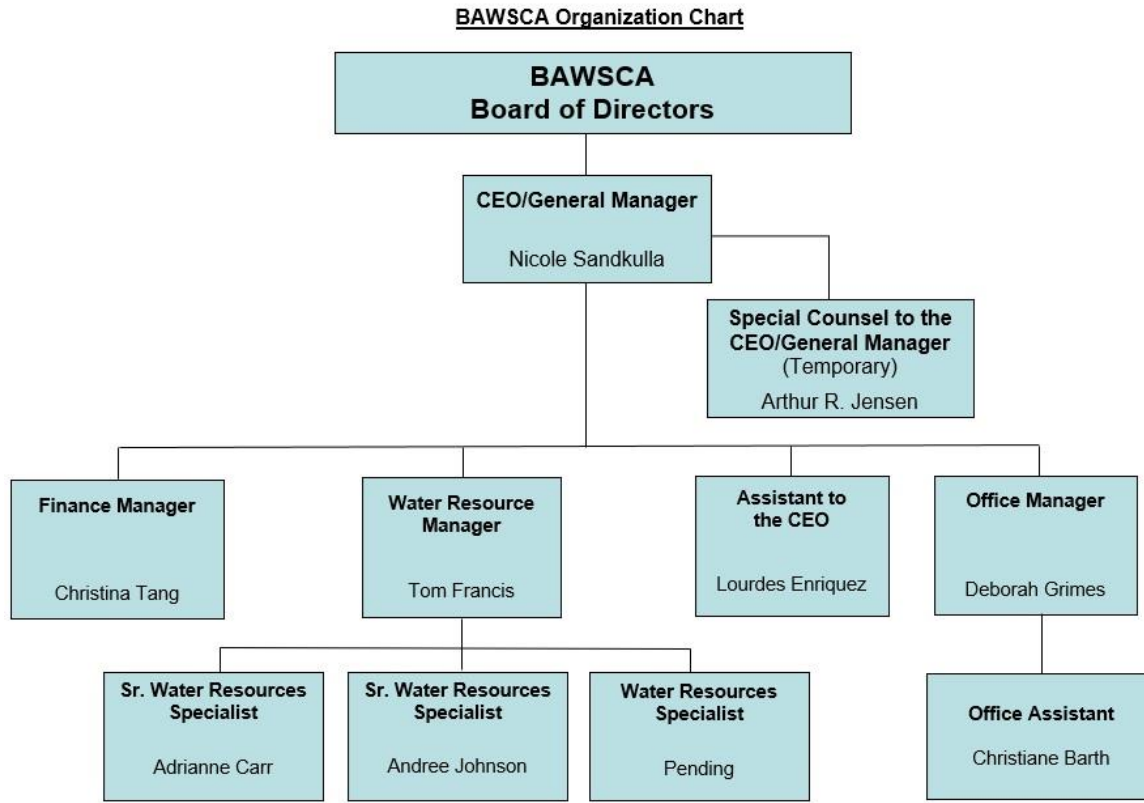 BAWSCA Organization Chart
BAWSCA
Board of Directors
CEO/General Manager
Nicole Sandkulla
Special Counsel to the
CEO/General Manager
(Temporary)
Arthur R. Jensen
Finance Manager
Christina Tang
Water Resource
Manager
Tom Francis
Assistant to
the CEO
Lourdes Enriquez
Office Manager
Deborah Grimes
Sr. Water Resources
Specialist
Adrianne Carr
Sr. Water Resources
Specialist
Andree Johnson
Water Resources
Specialist
Pending
Office Assistant
Christiane Barth